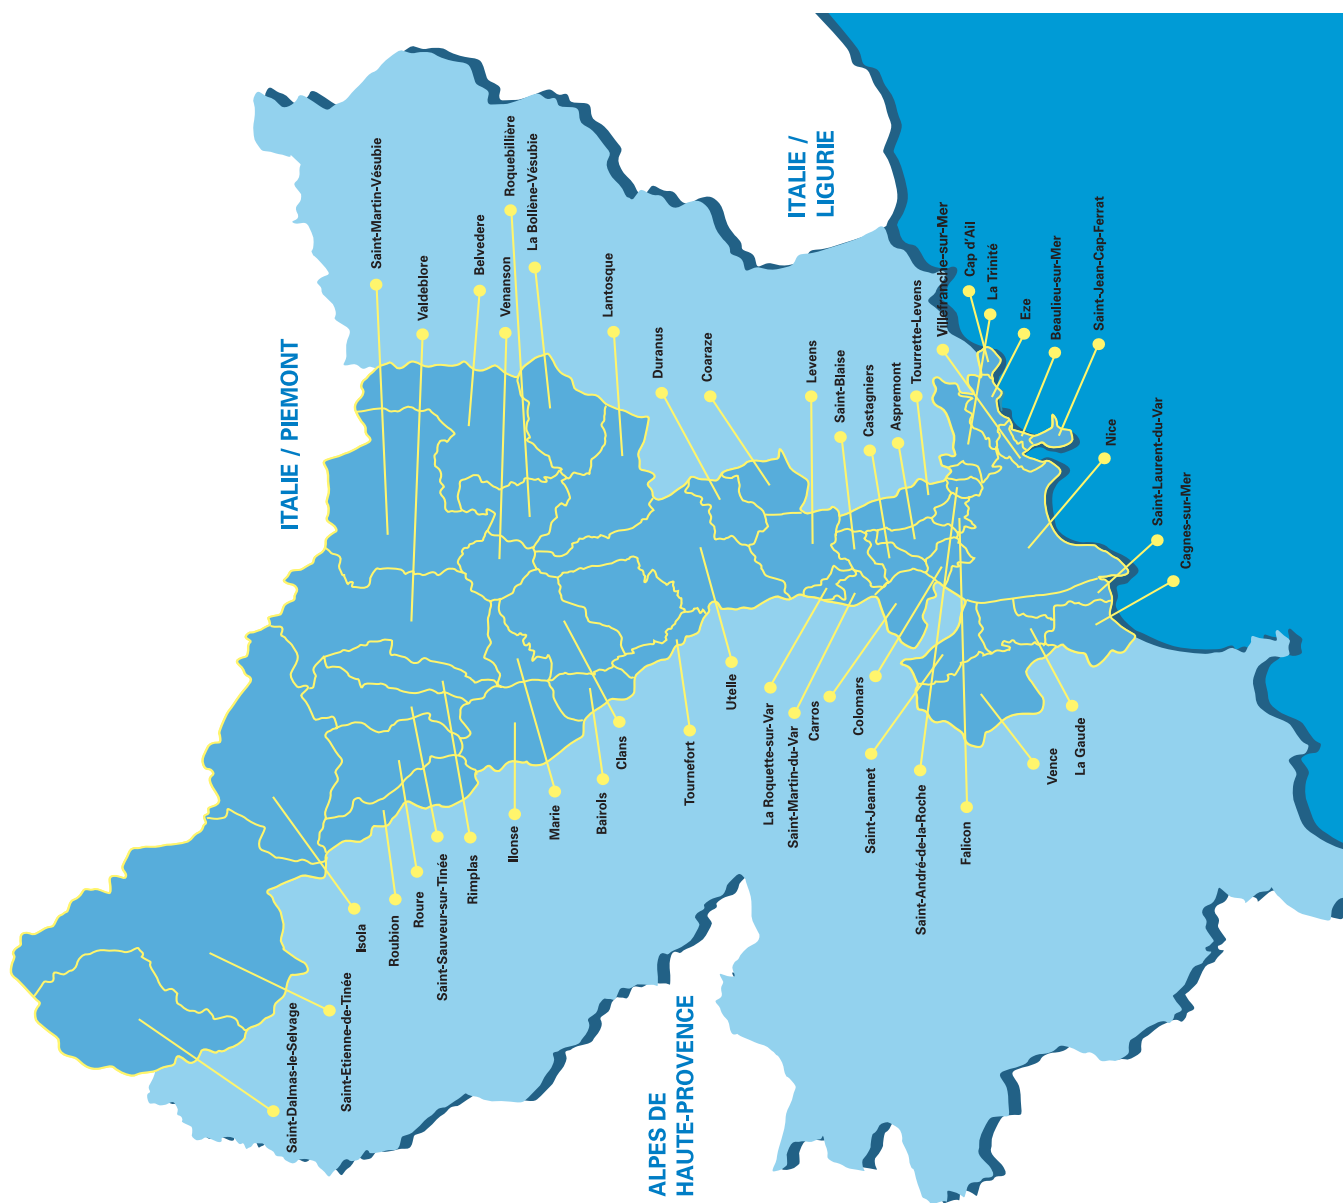 ITALIE / PIEMONT
ITALIE /
LIGURIE
ALPES DE
HAUTE-PROVENCE
Saint-Martin-Vésubie
Valdeblore
Belvedere
Venanson
Roquebillière
La Bollène-Vésubie
Lantosque
Duranus
Coaraze
Levens
Saint-Blaise
Castagniers
Aspremont
Tourrette-Levens
Villefranche-sur-Mer
Cap d'Ail
La Trinité
Eze
Beaulieu-sur-Mer
Saint-Jean-Cap-Ferrat
Nice
Saint-Laurent-du-Var
Cagnes-sur-Mer
Saint-Dalmas-le-Selvage
Saint-Etienne-de-Tinée
Isola
Roubion
Roure
Saint-Sauveur-sur-Tinée
Rimplas
Ilonse
Marie
Bairols
Clans
Tournefort
Utelle
La Roquette-sur-Var
Saint-Martin-du-Var
Carros
Colomars
Saint-Jeannet
Saint-André-de-la-Roche
Falicon
Vence
La Gaude